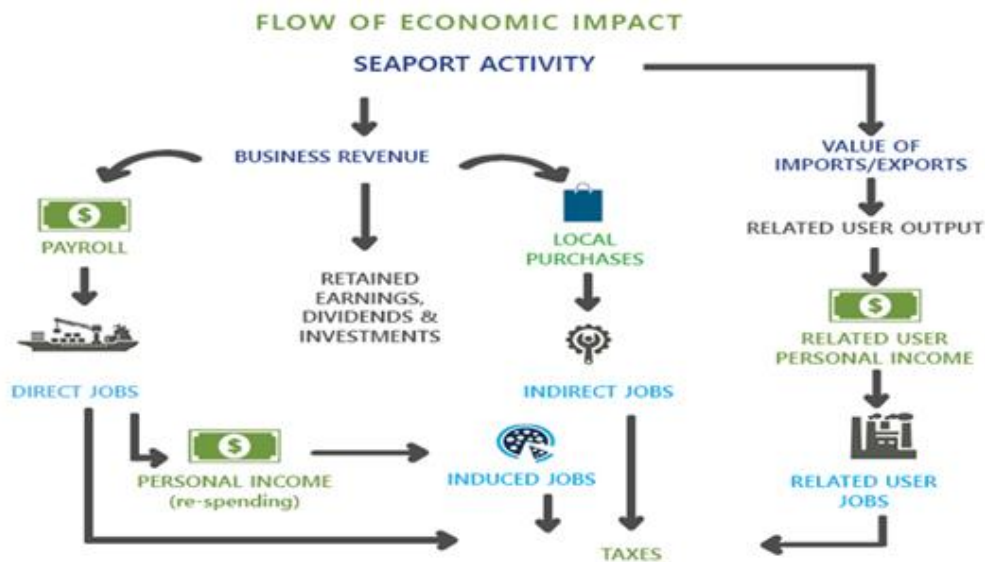 FLOW OF ECONOMIC IMPACT
SEAPORT ACTIVITY
BUSINESS REVENUE
VALUE OF
IMPORTS/EXPORTS
$
PAYROLL
LOCAL
PURCHASES
RELATED USER OUTPUT
RETAINED
EARNINGS,
DIVIDENDS &
INVESTMENTS
$
RELATED USER
PERSONAL INCOME
DIRECT JOBS
INDIRECT JOBS
$
PERSONAL INCOME
(re-spending)
INDUCED JOBS
RELATED USER
JOBS
TAXES